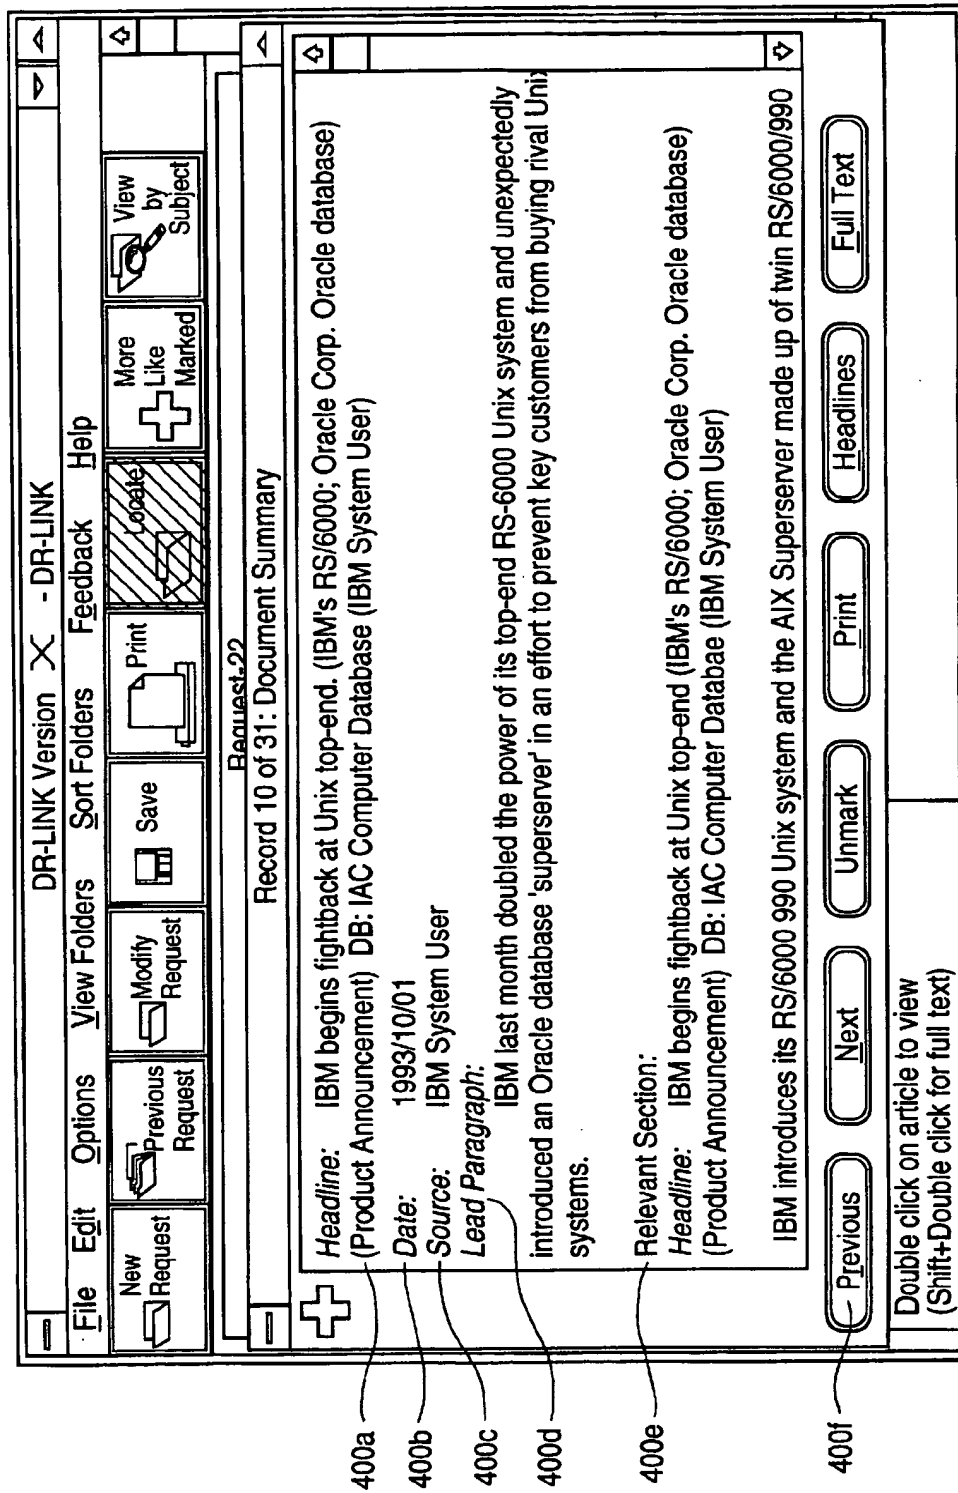 DR-LINK Version X - DR-LINK
File Edit Options View Folders Sort Folders Feedback Help
New Request
Previous Request
Modify Request
Save
Print
Locate
More Like Marked
View by Subject
Request-22
Record 10 of 31: Document Summary
Headline: IBM begins fightback at Unix top-end. (IBM's RS/6000; Oracle Corp. Oracle database)
(Product Announcement) DB: IAC Computer Database (IBM System User)
Date: 1993/10/01
Source: IBM System User
Lead Paragraph:
IBM last month doubled the power of its top-end RS-6000 Unix system and unexpectedly
introduced an Oracle database 'superserver' in an effort to prevent key customers from buying rival Unix
systems.
Relevant Section:
Headline: IBM begins fightback at Unix top-end (IBM's RS/6000; Oracle Corp. Oracle database)
(Product Announcement) DB: IAC Computer Databae (IBM System User)
IBM introduces its RS/6000 990 Unix system and the AIX Superserver made up of twin RS/6000/990
Previous Next Unmark Print Headlines Full Text
Double click on article to view
(Shift+Double click for full text)
400a
400b
400c
400d
400e
400f